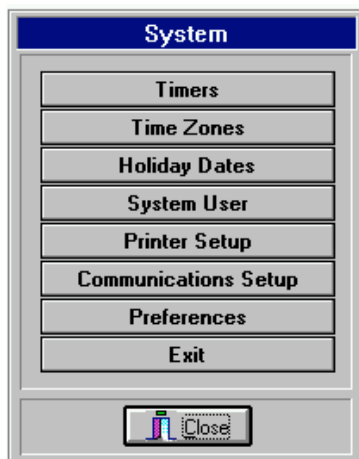 System
Timers
Time Zones
Holiday Dates
System User
Printer Setup
Communications Setup
Preferences
Exit
Close